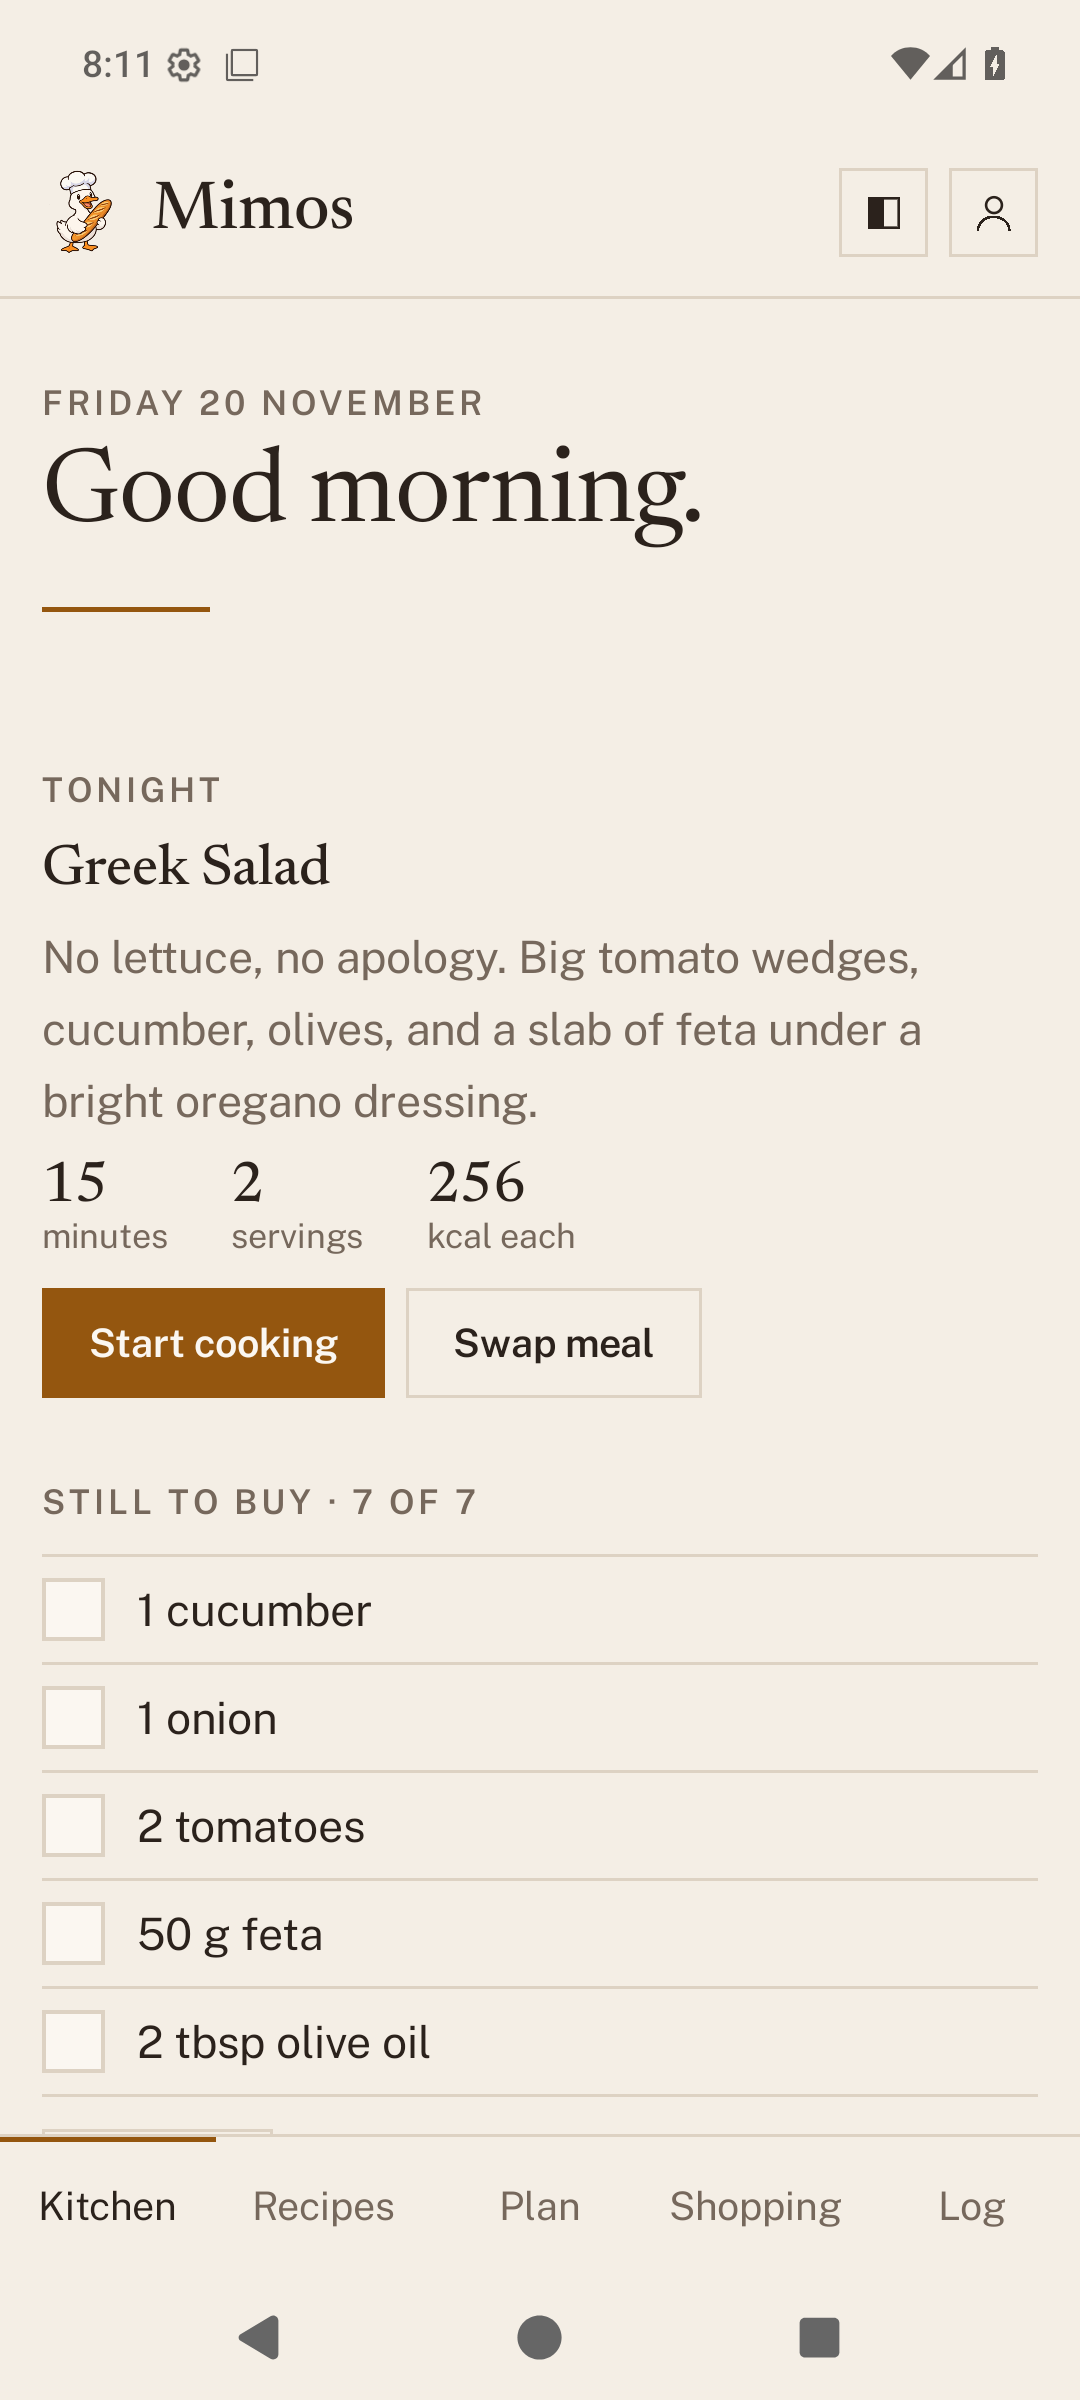 8:11
Mimos
FRIDAY 20 NOVEMBER
Good morning.
TONIGHT
Greek Salad
No lettuce, no apology. Big tomato wedges,
cucumber, olives, and a slab of feta under a
bright oregano dressing.
15 2 256
minutes servings kcal each
Start cooking Swap meal
STILL TO BUY · 7 OF 7
1 cucumber
1 onion
2 tomatoes
50 g feta
2 tbsp olive oil
Kitchen Recipes Plan Shopping Log